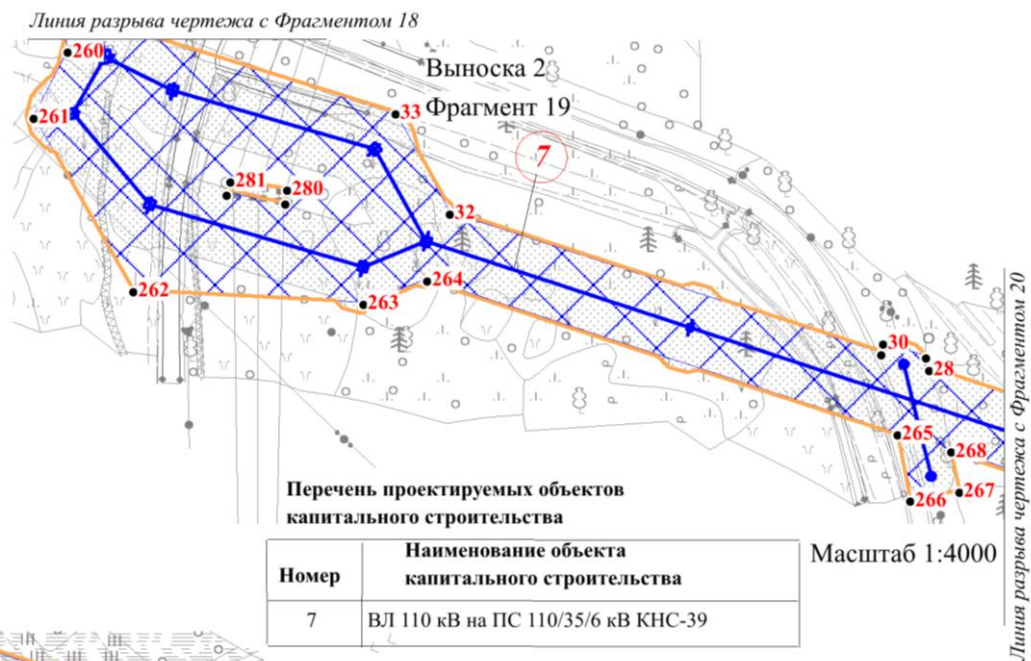 Линия разрыва чертежа с Фрагментом 18
260
Выноска 2
Фрагмент 19
33
261
7
281
280
32
264
262
263
30
28
265
268
267
266
Линия разрыва чертежа с Фрагментом 20
Перечень проектируемых объектов
капитального строительства
Масштаб 1:4000
Номер
Наименование объекта
капитального строительства
7
ВЛ 110 кВ на ПС 110/35/6 кВ КНС-39